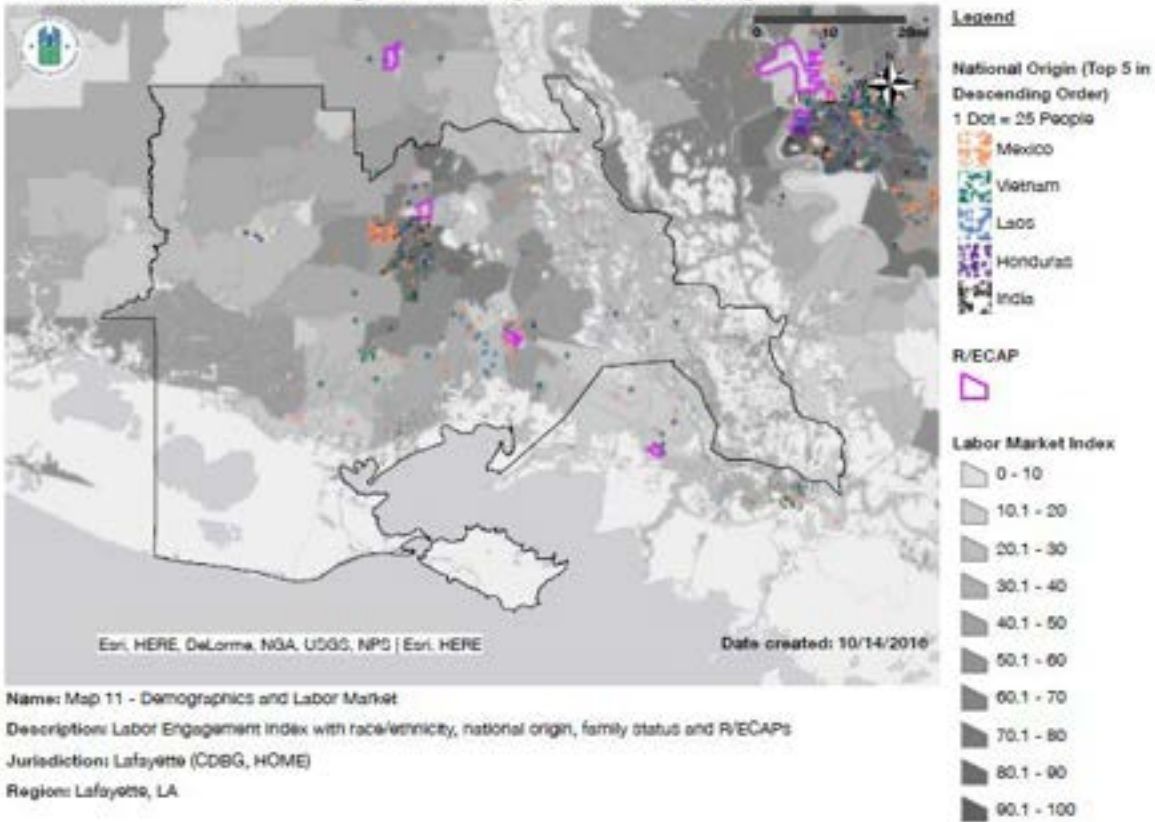 0 10 20mi
Legend
National Origin (Top 5 in
Descending Order)
1 Dot = 25 People
Mexico
Vietnam
Laos
Honduras
India
R/ECAP
Labor Market Index
0 - 10
10.1 - 20
20.1 - 30
30.1 - 40
40.1 - 50
50.1 - 60
60.1 - 70
70.1 - 80
80.1 - 90
90.1 - 100
Esri, HERE, DeLorme, NGA, USGS, NPS | Esri, HERE
Date created: 10/14/2016
Name: Map 11 - Demographics and Labor Market
Description: Labor Engagement Index with race/ethnicity, national origin, family status and R/ECAPs
Jurisdiction: Lafayette (CDBG, HOME)
Region: Lafayette, LA